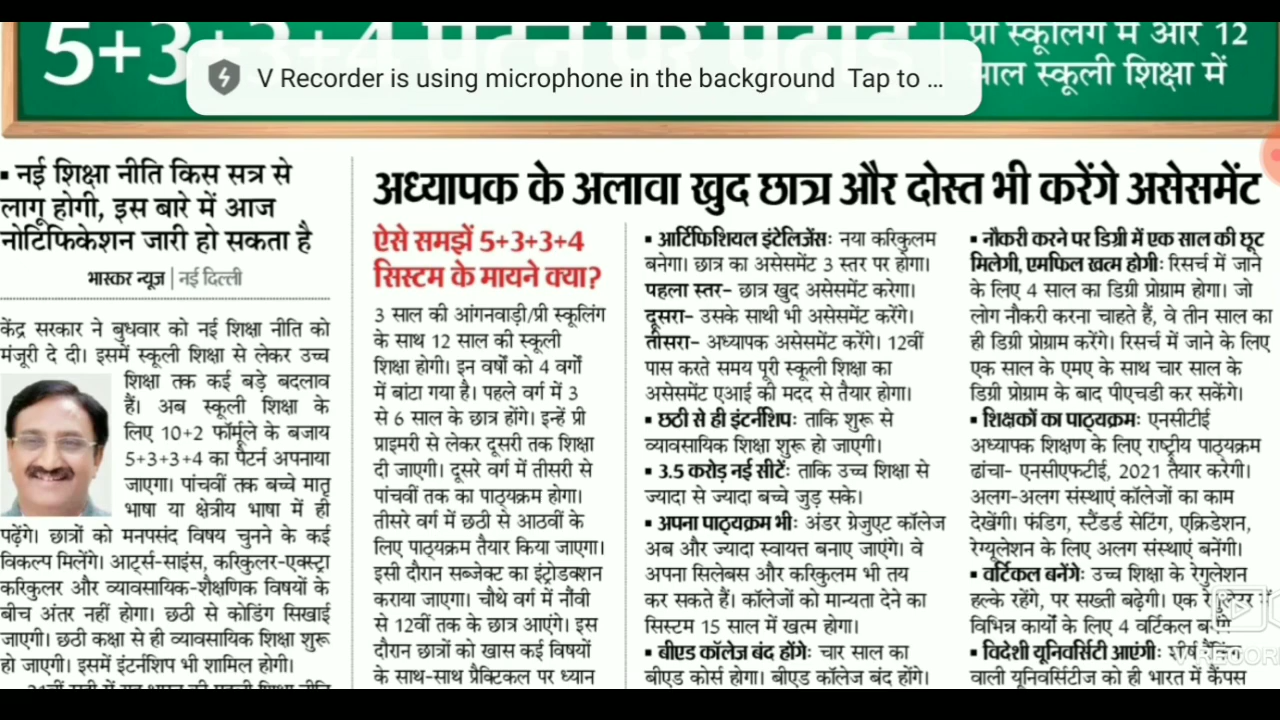 5+3+3+4 पैटर्न पर पढ़ाई
प्री स्कूलिंग में और 12
साल स्कूली शिक्षा में
V Recorder is using microphone in the background Tap to ...
▪ नई शिक्षा नीति किस सत्र से
लागू होगी, इस बारे में आज
नोटिफिकेशन जारी हो सकता है
भास्कर न्यूज | नई दिल्ली
केंद्र सरकार ने बुधवार को नई शिक्षा नीति को
मंजूरी दे दी। इसमें स्कूली शिक्षा से लेकर उच्च
शिक्षा तक कई बड़े बदलाव
हैं। अब स्कूली शिक्षा के
लिए 10+2 फॉर्मूले के बजाय
5+3+3+4 का पैटर्न अपनाया
जाएगा। पांचवीं तक बच्चे मातृ
भाषा या क्षेत्रीय भाषा में ही
पढ़ेंगे। छात्रों को मनपसंद विषय चुनने के कई
विकल्प मिलेंगे। आर्ट्स-साइंस, करिकुलर-एक्स्ट्रा
करिकुलर और व्यावसायिक-शैक्षणिक विषयों के
बीच अंतर नहीं होगा। छठी से कोडिंग सिखाई
जाएगी। छठी कक्षा से ही व्यावसायिक शिक्षा शुरू
हो जाएगी। इसमें इंटर्नशिप भी शामिल होगी।
अध्यापक के अलावा खुद छात्र और दोस्त भी करेंगे असेसमेंट
ऐसे समझें 5+3+3+4
सिस्टम के मायने क्या?
3 साल की आंगनवाड़ी/प्री स्कूलिंग
के साथ 12 साल की स्कूली
शिक्षा होगी। इन वर्षों को 4 वर्गों
में बांटा गया है। पहले वर्ग में 3
से 6 साल के छात्र होंगे। इन्हें प्री
प्राइमरी से लेकर दूसरी तक शिक्षा
दी जाएगी। दूसरे वर्ग में तीसरी से
पांचवीं तक का पाठ्यक्रम होगा।
तीसरे वर्ग में छठी से आठवीं के
लिए पाठ्यक्रम तैयार किया जाएगा।
इसी दौरान सब्जेक्ट का इंट्रोडक्शन
कराया जाएगा। चौथे वर्ग में नौंवी
से 12वीं तक के छात्र आएंगे। इस
दौरान छात्रों को खास कई विषयों
के साथ-साथ प्रैक्टिकल पर ध्यान
▪ आर्टिफिशियल इंटेलिजेंसः नया करिकुलम
बनेगा। छात्र का असेसमेंट 3 स्तर पर होगा।
पहला स्तर- छात्र खुद असेसमेंट करेगा।
दूसरा- उसके साथी भी असेसमेंट करेंगे।
तीसरा- अध्यापक असेसमेंट करेंगे। 12वीं
पास करते समय पूरी स्कूली शिक्षा का
असेसमेंट एआई की मदद से तैयार होगा।
▪ छठी से ही इंटर्नशिपः ताकि शुरू से
व्यावसायिक शिक्षा शुरू हो जाएगी।
▪ 3.5 करोड़ नई सीटेंः ताकि उच्च शिक्षा से
ज्यादा से ज्यादा बच्चे जुड़ सकें।
▪ अपना पाठ्यक्रम भीः अंडर ग्रेजुएट कॉलेज
अब और ज्यादा स्वायत्त बनाए जाएंगे। वे
अपना सिलेबस और करिकुलम भी तय
कर सकते हैं। कॉलेजों को मान्यता देने का
सिस्टम 15 साल में खत्म होगा।
▪ बीएड कॉलेज बंद होंगेः चार साल का
बीएड कोर्स होगा। बीएड कॉलेज बंद होंगे।
▪ नौकरी करने पर डिग्री में एक साल की छूट
मिलेगी, एमफिल खत्म होगीः रिसर्च में जाने
के लिए 4 साल का डिग्री प्रोग्राम होगा। जो
लोग नौकरी करना चाहते हैं, वे तीन साल का
ही डिग्री प्रोग्राम करेंगे। रिसर्च में जाने के लिए
एक साल के एमए के साथ चार साल के
डिग्री प्रोग्राम के बाद पीएचडी कर सकेंगे।
▪ शिक्षकों का पाठ्यक्रमः एनसीटीई
अध्यापक शिक्षण के लिए राष्ट्रीय पाठ्यक्रम
ढांचा- एनसीएफटीई, 2021 तैयार करेगी।
अलग-अलग संस्थाएं कॉलेजों का काम
देखेंगी। फंडिंग, स्टैंडर्ड सेटिंग, एक्रिडेशन,
रेग्युलेशन के लिए अलग संस्थाएं बनेंगी।
▪ वर्टिकल बनेंगेः उच्च शिक्षा के रेगुलेशन
हल्के रहेंगे, पर सख्ती बढ़ेगी। एक रेगुलेटर में
विभिन्न कार्यों के लिए 4 वर्टिकल बनेंगे
▪ विदेशी यूनिवर्सिटी आएंगीः शीर्ष रैंकिंग
वाली यूनिवर्सिटीज को ही भारत में कैंपस
V RECORDER